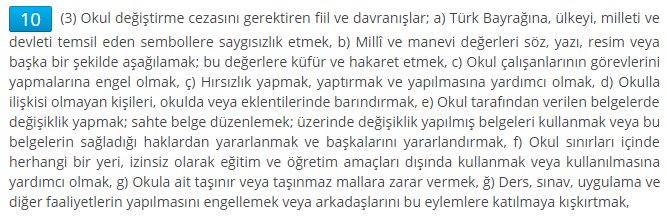 10 (3) Okul değiştirme cezasını gerektiren fiil ve davranışlar; a) Türk Bayrağına, ülkeyi, milleti ve
devleti temsil eden sembollere saygısızlık etmek, b) Millî ve manevi değerleri söz, yazı, resim veya
başka bir şekilde aşağılamak; bu değerlere küfür ve hakaret etmek, c) Okul çalışanlarının görevlerini
yapmalarına engel olmak, ç) Hırsızlık yapmak, yaptırmak ve yapılmasına yardımcı olmak, d) Okulla
ilişkisi olmayan kişileri, okulda veya eklentilerinde barındırmak, e) Okul tarafından verilen belgelerde
değişiklik yapmak; sahte belge düzenlemek; üzerinde değişiklik yapılmış belgeleri kullanmak veya bu
belgelerin sağladığı haklardan yararlanmak ve başkalarını yararlandırmak, f) Okul sınırları içinde
herhangi bir yeri, izinsiz olarak eğitim ve öğretim amaçları dışında kullanmak veya kullanılmasına
yardımcı olmak, g) Okula ait taşınır veya taşınmaz mallara zarar vermek, ğ) Ders, sınav, uygulama ve
diğer faaliyetlerin yapılmasını engellemek veya arkadaşlarını bu eylemlere katılmaya kışkırtmak,